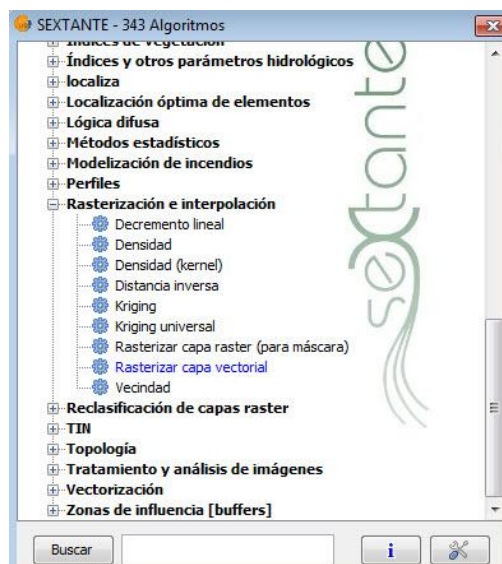 SEXTANTE - 343 Algoritmos
Índices de vegetación
Índices y otros parámetros hidrológicos
localiza
Localización óptima de elementos
Lógica difusa
Métodos estadísticos
Modelización de incendios
Perfiles
Rasterización e interpolación
Decremento lineal
Densidad
Densidad (kernel)
Distancia inversa
Kriging
Kriging universal
Rasterizar capa raster (para máscara)
Rasterizar capa vectorial
Vecindad
Reclasificación de capas raster
TIN
Topología
Tratamiento y análisis de imágenes
Vectorización
Zonas de influencia [buffers]
sextante
Buscar
i